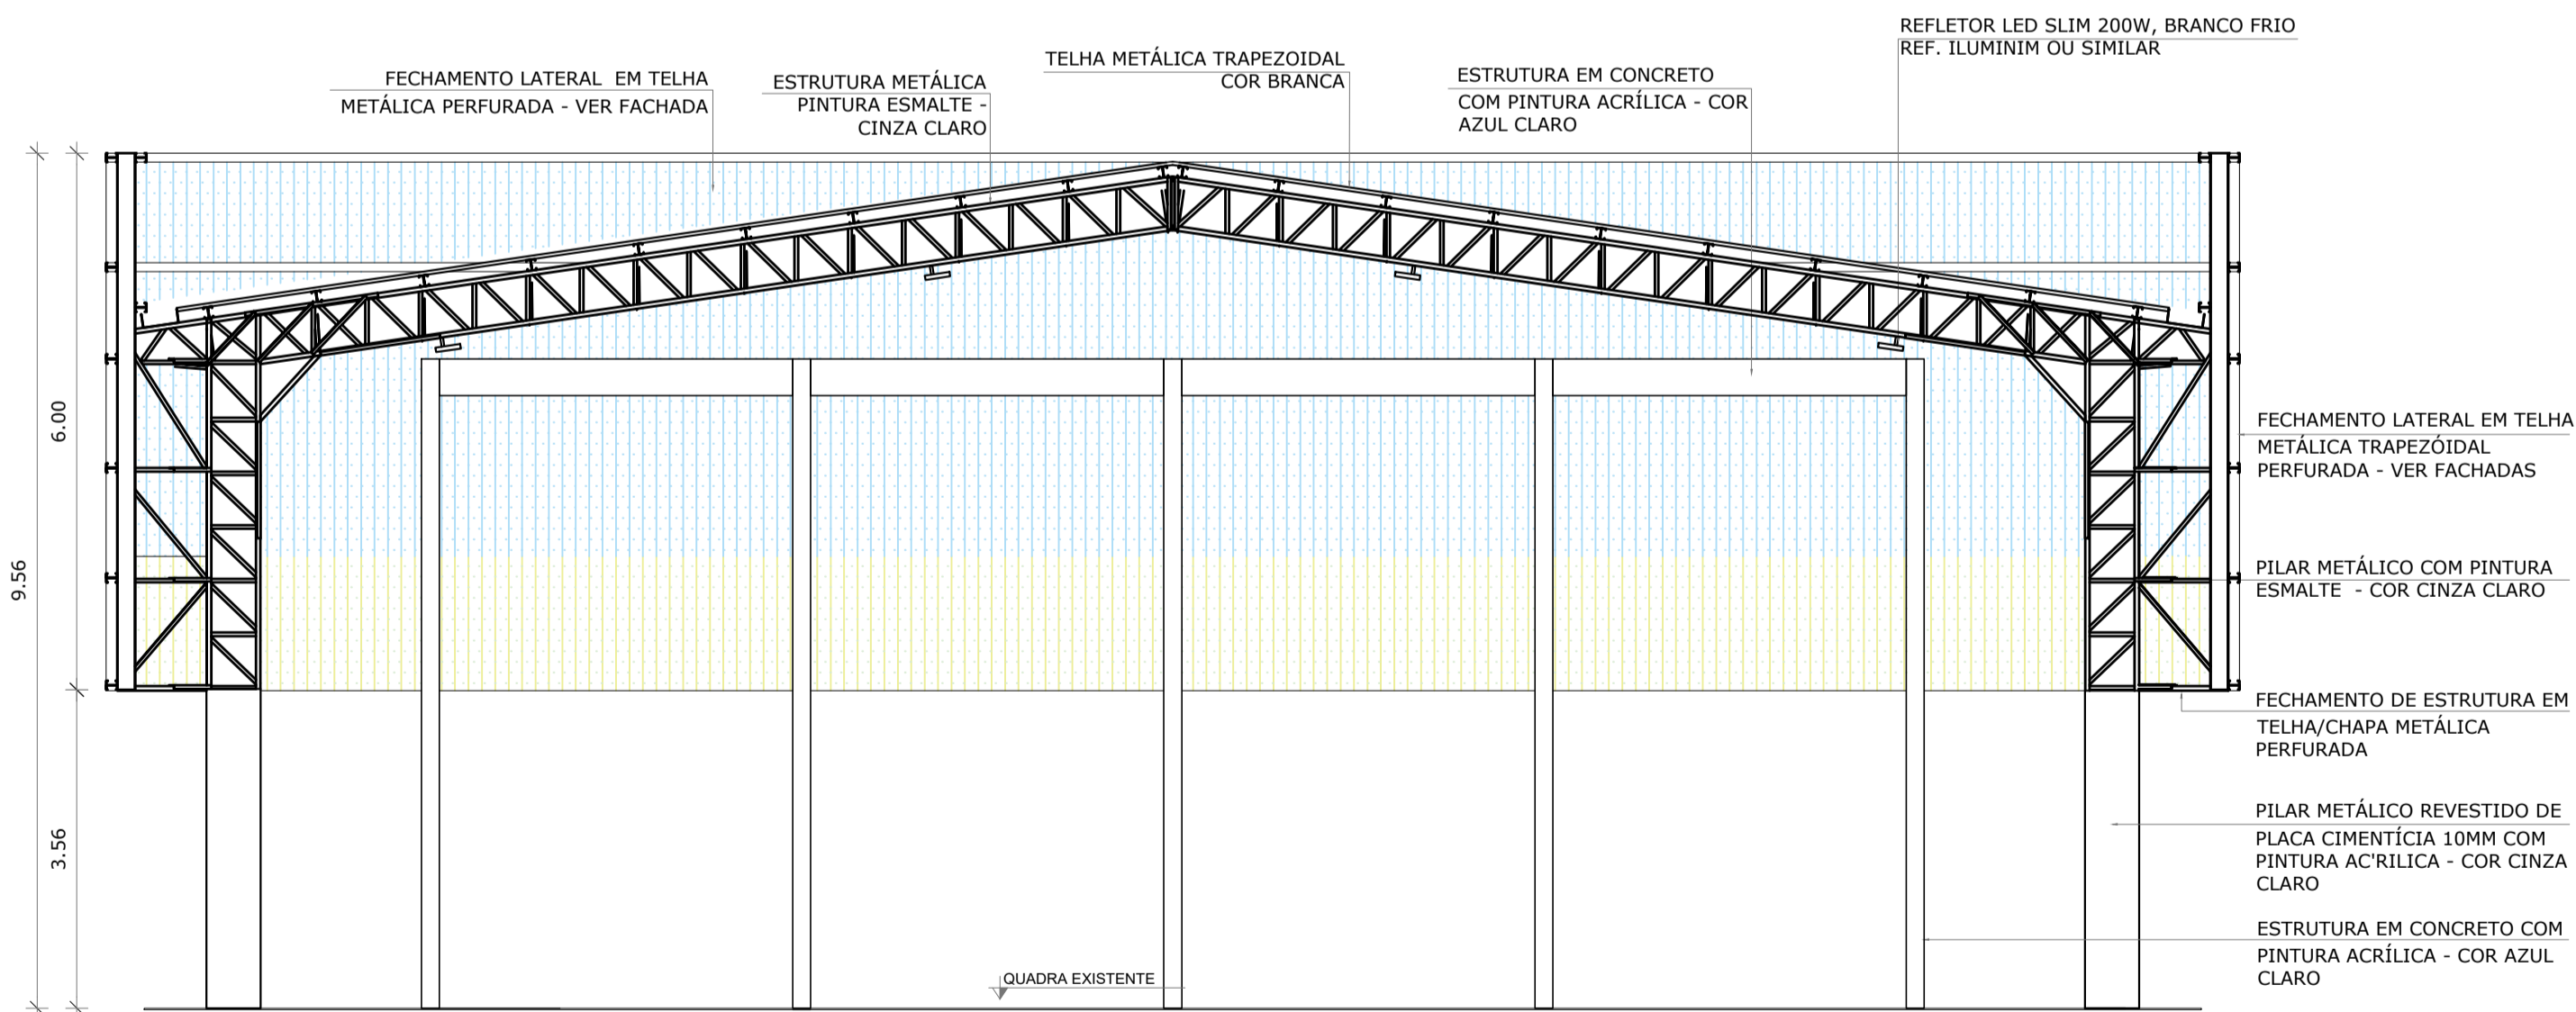 REFLETOR LED SLIM 200W, BRANCO FRIO
REF. ILUMINIM OU SIMILAR
FECHAMENTO LATERAL  EM TELHA
METÁLICA PERFURADA - VER FACHADA
ESTRUTURA METÁLICA
PINTURA ESMALTE -
CINZA CLARO
TELHA METÁLICA TRAPEZOIDAL
COR BRANCA
ESTRUTURA EM CONCRETO
COM PINTURA ACRÍLICA - COR
AZUL CLARO
9.56
6.00
3.56
FECHAMENTO LATERAL EM TELHA
METÁLICA TRAPEZÓIDAL
PERFURADA - VER FACHADAS
PILAR METÁLICO COM PINTURA
ESMALTE  - COR CINZA CLARO
FECHAMENTO DE ESTRUTURA EM
TELHA/CHAPA METÁLICA
PERFURADA
PILAR METÁLICO REVESTIDO DE
PLACA CIMENTÍCIA 10MM COM
PINTURA AC'RILICA - COR CINZA
CLARO
ESTRUTURA EM CONCRETO COM
PINTURA ACRÍLICA - COR AZUL
CLARO
QUADRA EXISTENTE